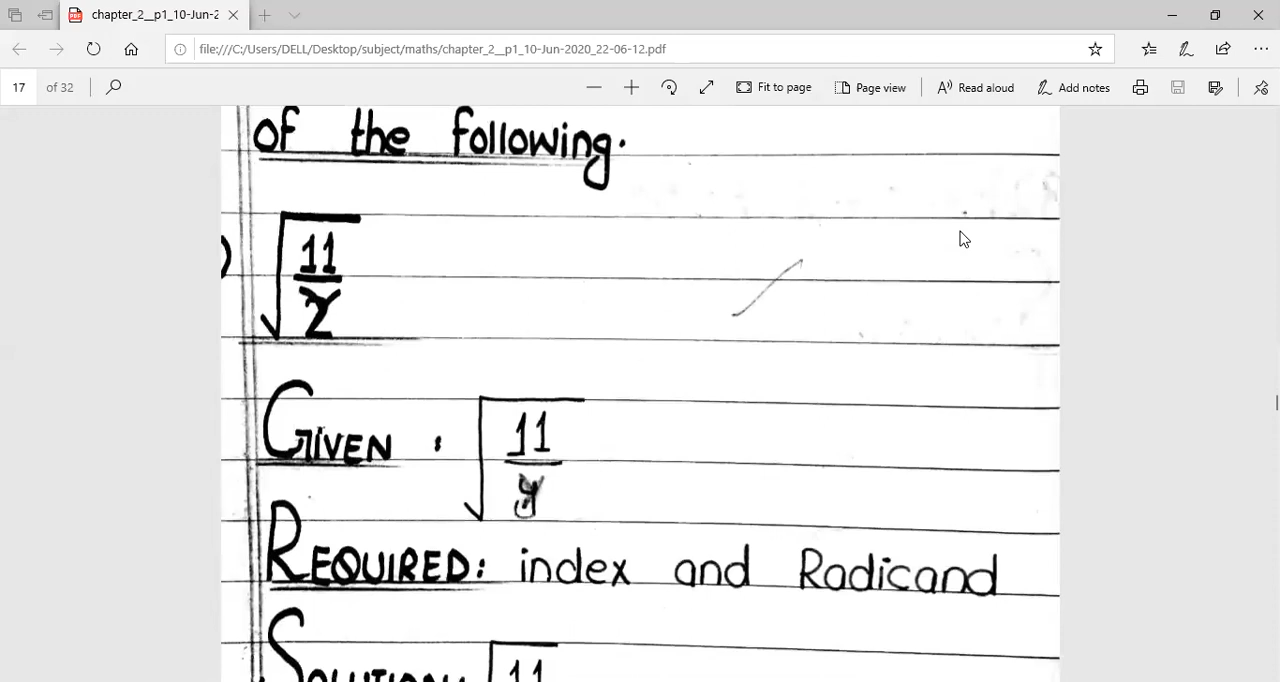 chapter_2__p1_10-Jun-2
file:///C:/Users/DELL/Desktop/subject/maths/chapter_2__p1_10-Jun-2020_22-06-12.pdf
17 of 32 Fit to page Page view Read aloud Add notes
of the following.
) √11/
GIVEN : √11/y
REQUIRED: index and Radicand
SOLUTION: √11